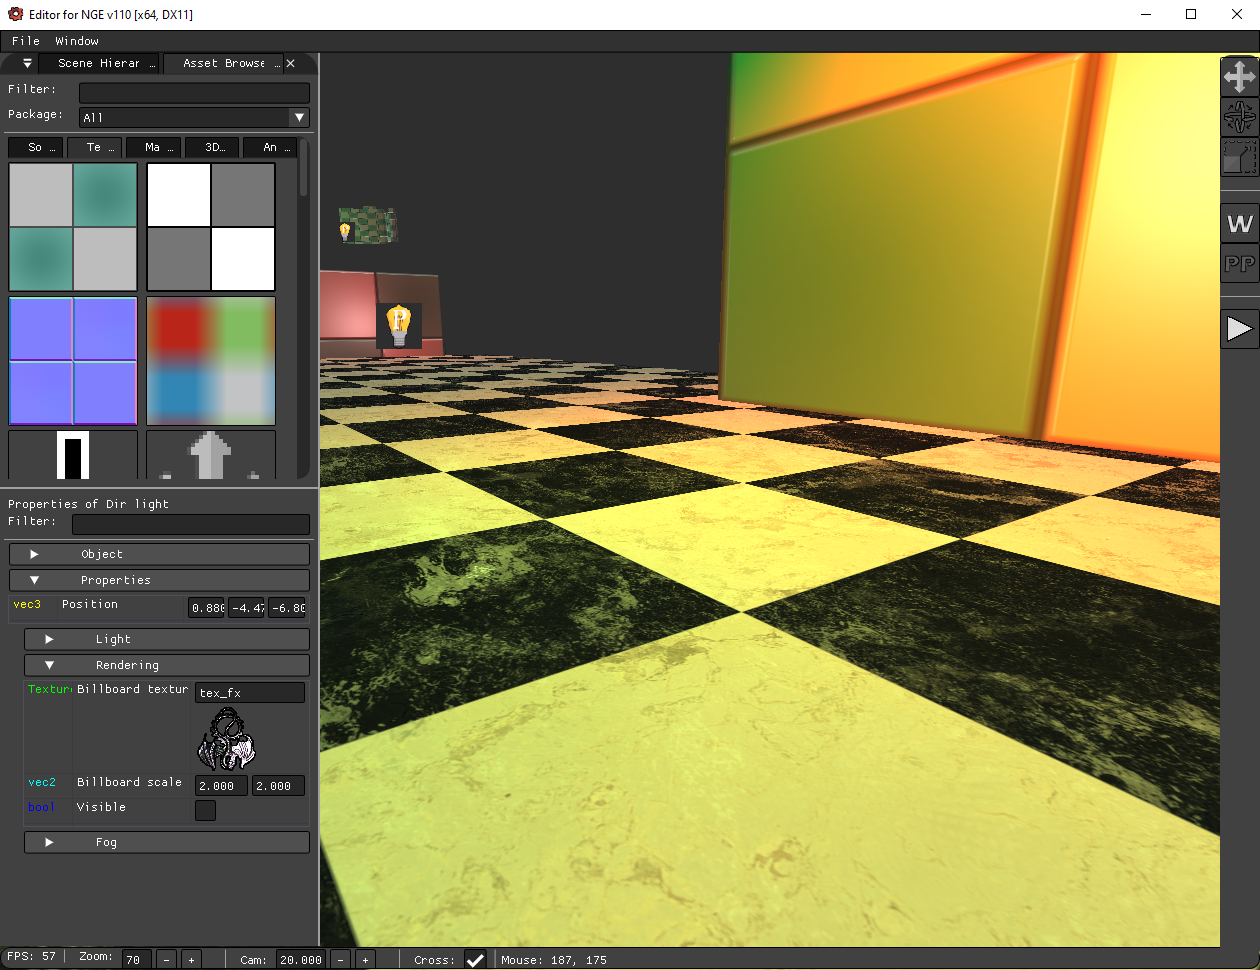 Editor for NGE v110 [x64, DX11]
File Window
Scene Hierar … Asset Browse …
Filter:
Package: All
So … Te … Ma … 3D… An …
Properties of Dir light
Filter:
Object
Properties
vec3 Position 0.880 -4.47 -6.80
Light
Rendering
Texture Billboard textur tex_fx
vec2 Billboard scale 2.000 2.000
bool Visible
Fog
W
PP
P
FPS: 57 Zoom: 70 - + Cam: 20.000 - + Cross: Mouse: 187, 175